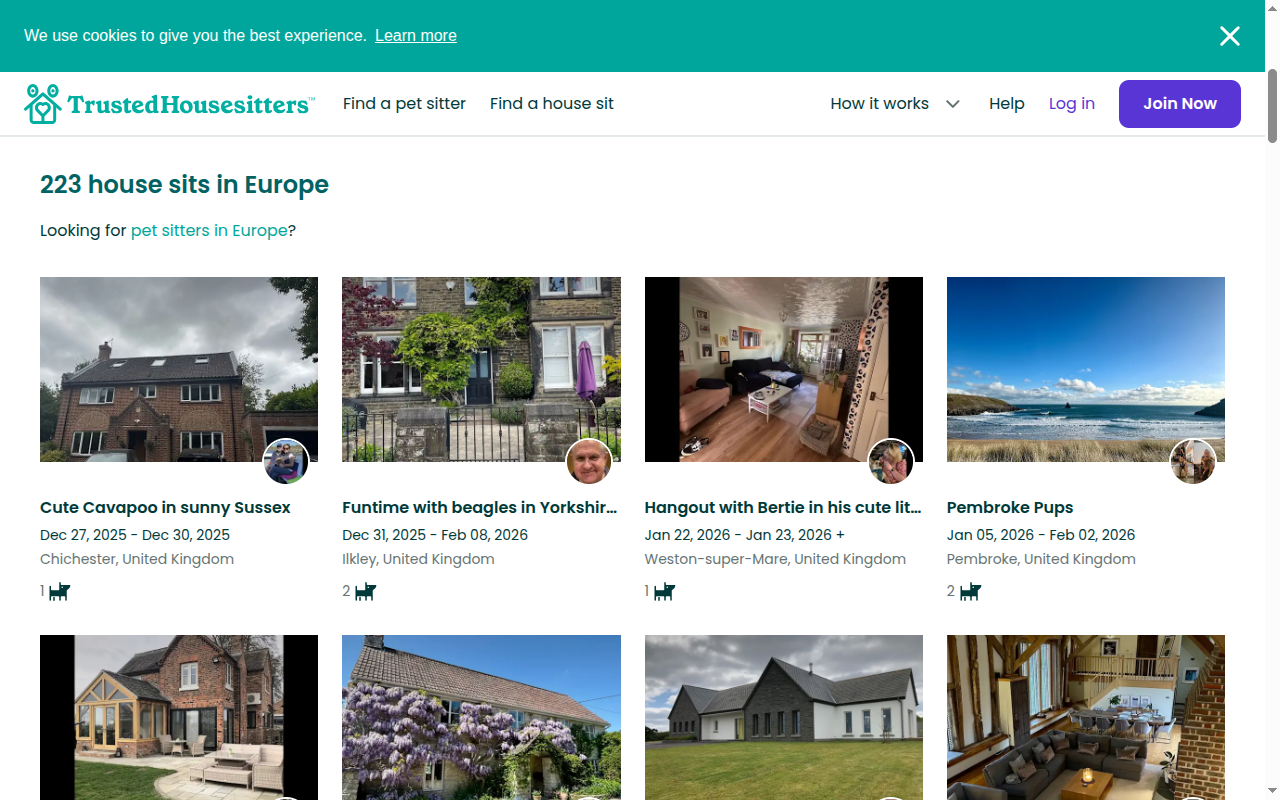 We use cookies to give you the best experience. Learn more
TrustedHousesitters™
Find a pet sitter
Find a house sit
How it works
Help
Log in
Join Now
223 house sits in Europe
Looking for pet sitters in Europe?
Cute Cavapoo in sunny Sussex
Dec 27, 2025 - Dec 30, 2025
Chichester, United Kingdom
1
Funtime with beagles in Yorkshir...
Dec 31, 2025 - Feb 08, 2026
Ilkley, United Kingdom
2
Hangout with Bertie in his cute lit...
Jan 22, 2026 - Jan 23, 2026 +
Weston-super-Mare, United Kingdom
1
Pembroke Pups
Jan 05, 2026 - Feb 02, 2026
Pembroke, United Kingdom
2